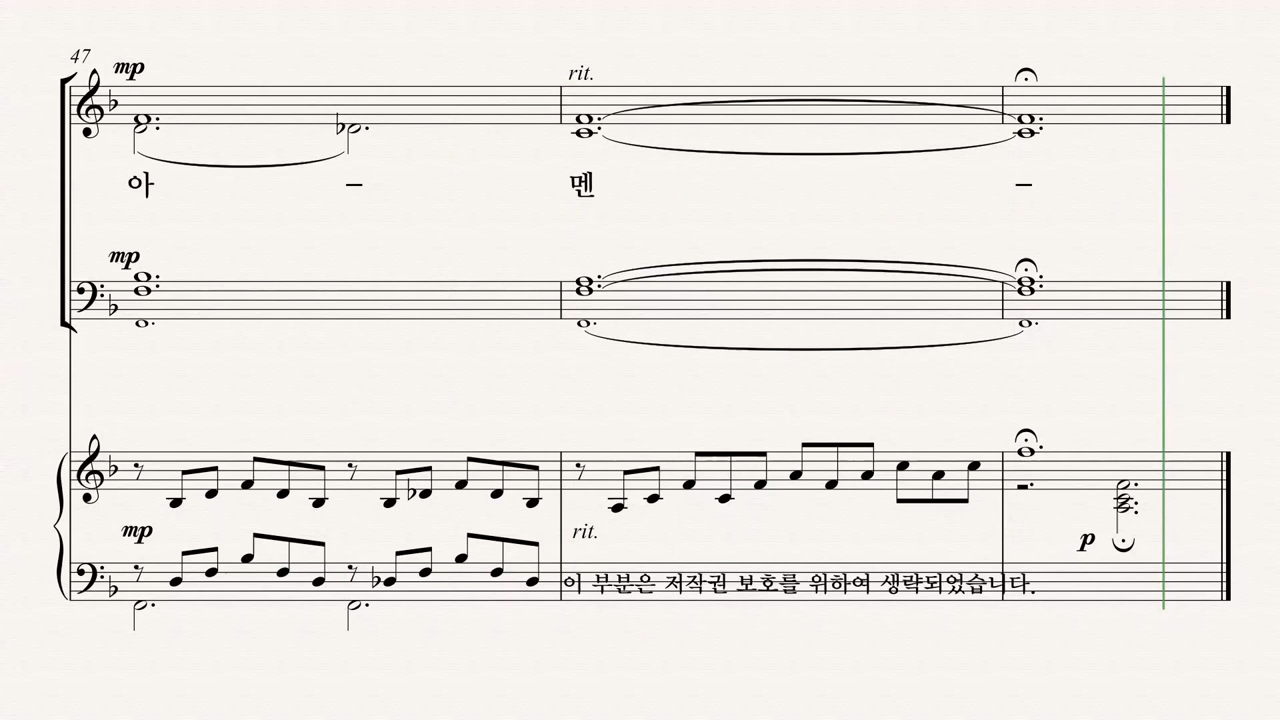 47
mp
rit.
아 – 멘 –
mp
mp
rit.
p
이 부분은 저작권 보호를 위하여 생략되었습니다.